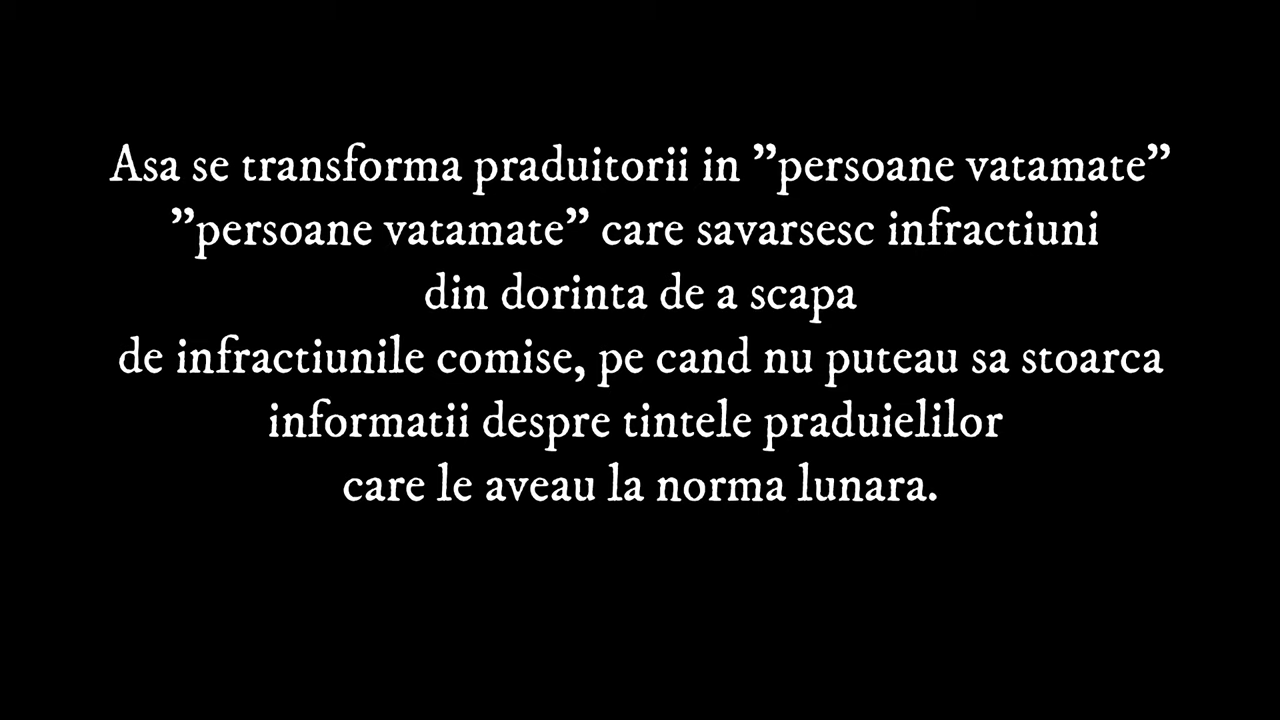 Asa se transforma praduitorii in ”persoane vatamate”
”persoane vatamate” care savarsesc infractiuni
din dorinta de a scapa
de infractiunile comise, pe cand nu puteau sa stoarca
informatii despre tintele praduielilor
care le aveau la norma lunara.